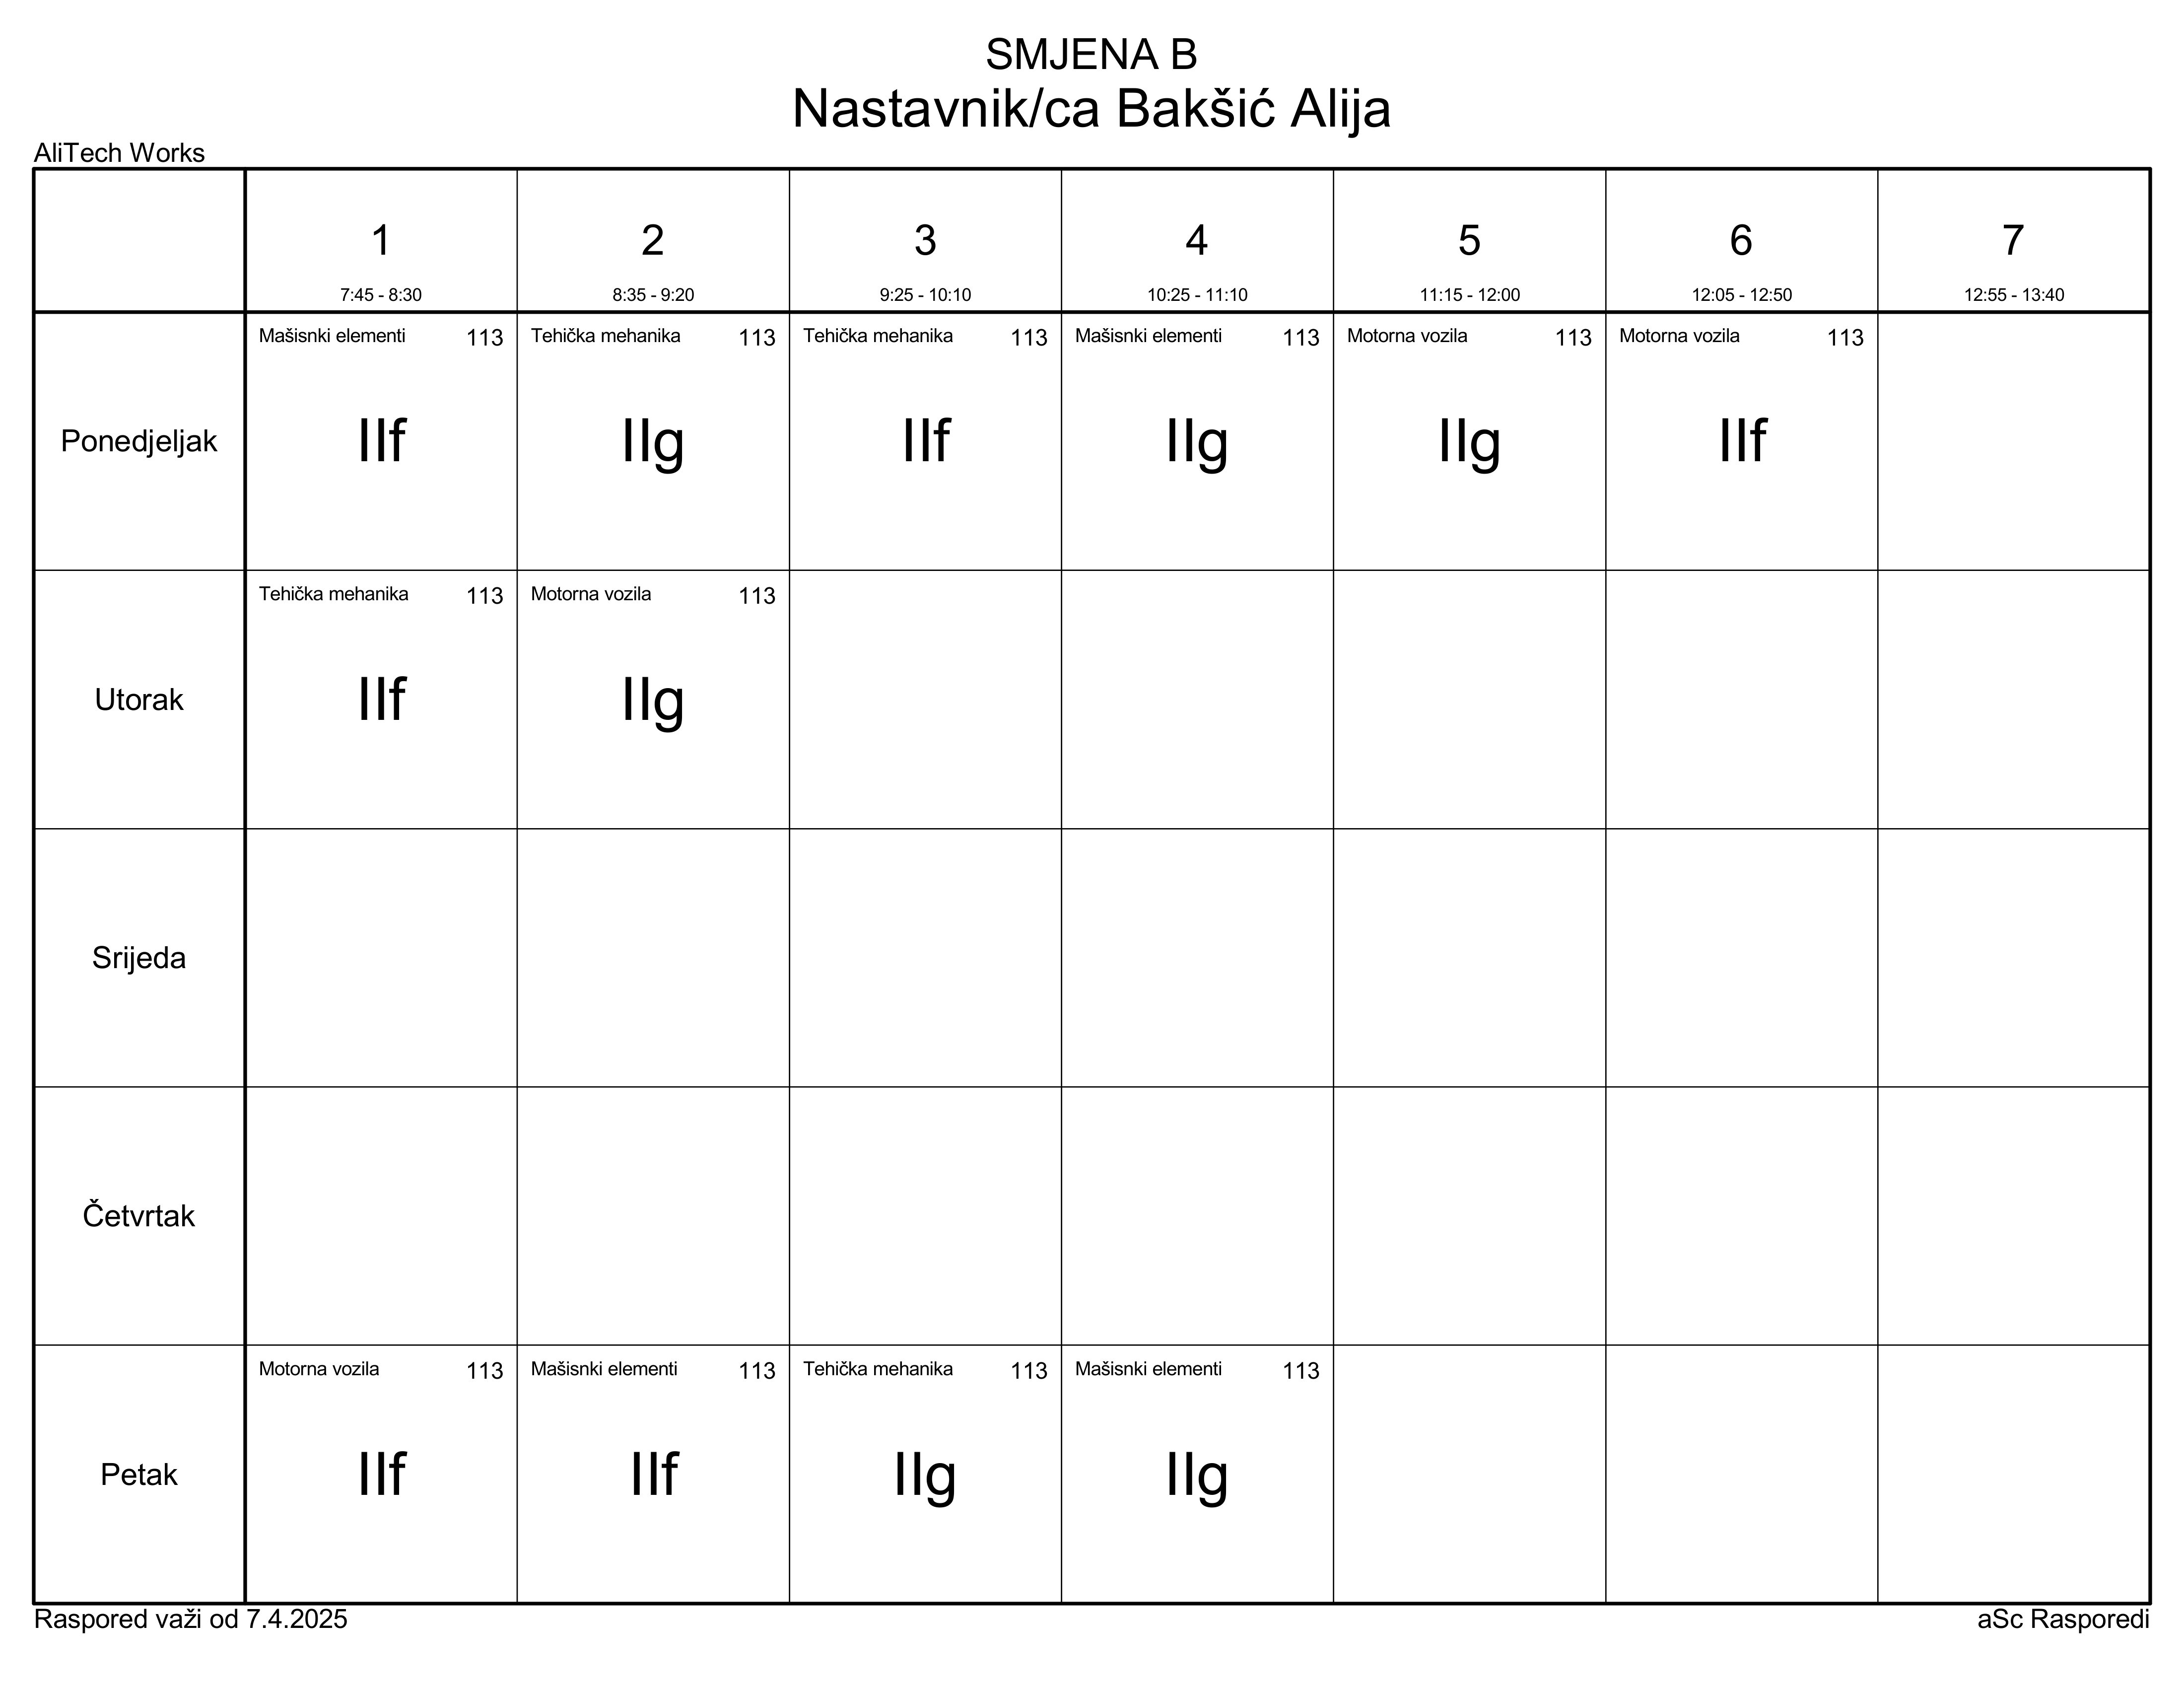 SMJENA B
Nastavnik/ca Bakšić Alija
AliTech Works
1 2 3 4 5 6 7
7:45 - 8:30 8:35 - 9:20 9:25 - 10:10 10:25 - 11:10 11:15 - 12:00 12:05 - 12:50 12:55 - 13:40
Mašisnki elementi 113 Tehička mehanika 113 Tehička mehanika 113 Mašisnki elementi 113 Motorna vozila 113 Motorna vozila 113
Ponedjeljak IIf IIg IIf IIg IIg IIf
Tehička mehanika 113 Motorna vozila 113
Utorak IIf IIg
Srijeda
Četvrtak
Motorna vozila 113 Mašisnki elementi 113 Tehička mehanika 113 Mašisnki elementi 113
Petak IIf IIf IIg IIg
Raspored važi od 7.4.2025 aSc Rasporedi